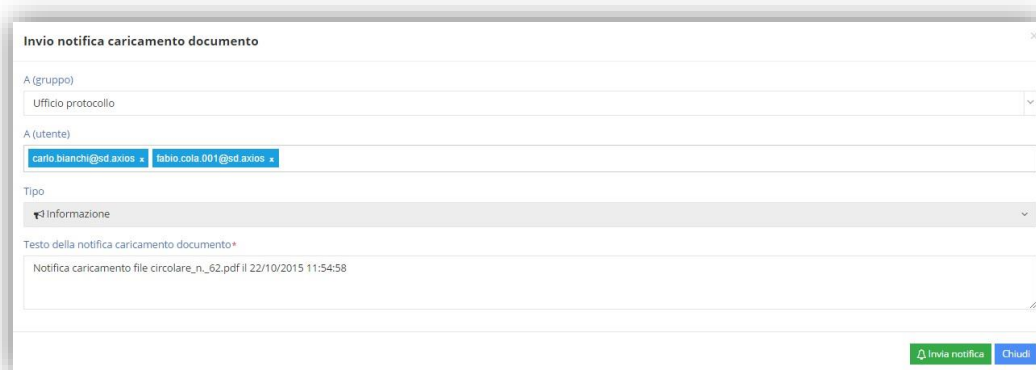 Invio notifica caricamento documento
A (gruppo)
Ufficio protocollo
A (utente)
carlo.bianchi@sd.axios x fabio.cola.001@sd.axios x
Tipo
Informazione
Testo della notifica caricamento documento*
Notifica caricamento file circolare_n._62.pdf il 22/10/2015 11:54:58
Invia notifica Chiudi